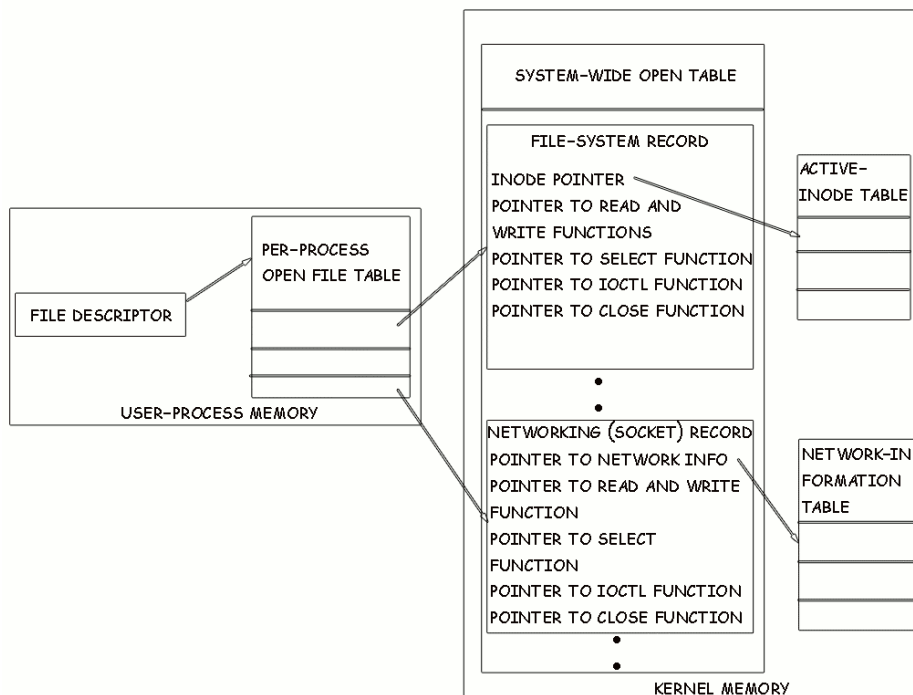 SYSTEM-WIDE OPEN TABLE
FILE-SYSTEM RECORD
INODE POINTER
POINTER TO READ AND
WRITE FUNCTIONS
POINTER TO SELECT FUNCTION
POINTER TO IOCTL FUNCTION
POINTER TO CLOSE FUNCTION
ACTIVE-
INODE TABLE
PER-PROCESS
OPEN FILE TABLE
FILE DESCRIPTOR
USER-PROCESS MEMORY
NETWORKING (SOCKET) RECORD
POINTER TO NETWORK INFO
POINTER TO READ AND WRITE
FUNCTION
POINTER TO SELECT
FUNCTION
POINTER TO IOCTL FUNCTION
POINTER TO CLOSE FUNCTION
NETWORK-IN
FORMATION
TABLE
KERNEL MEMORY